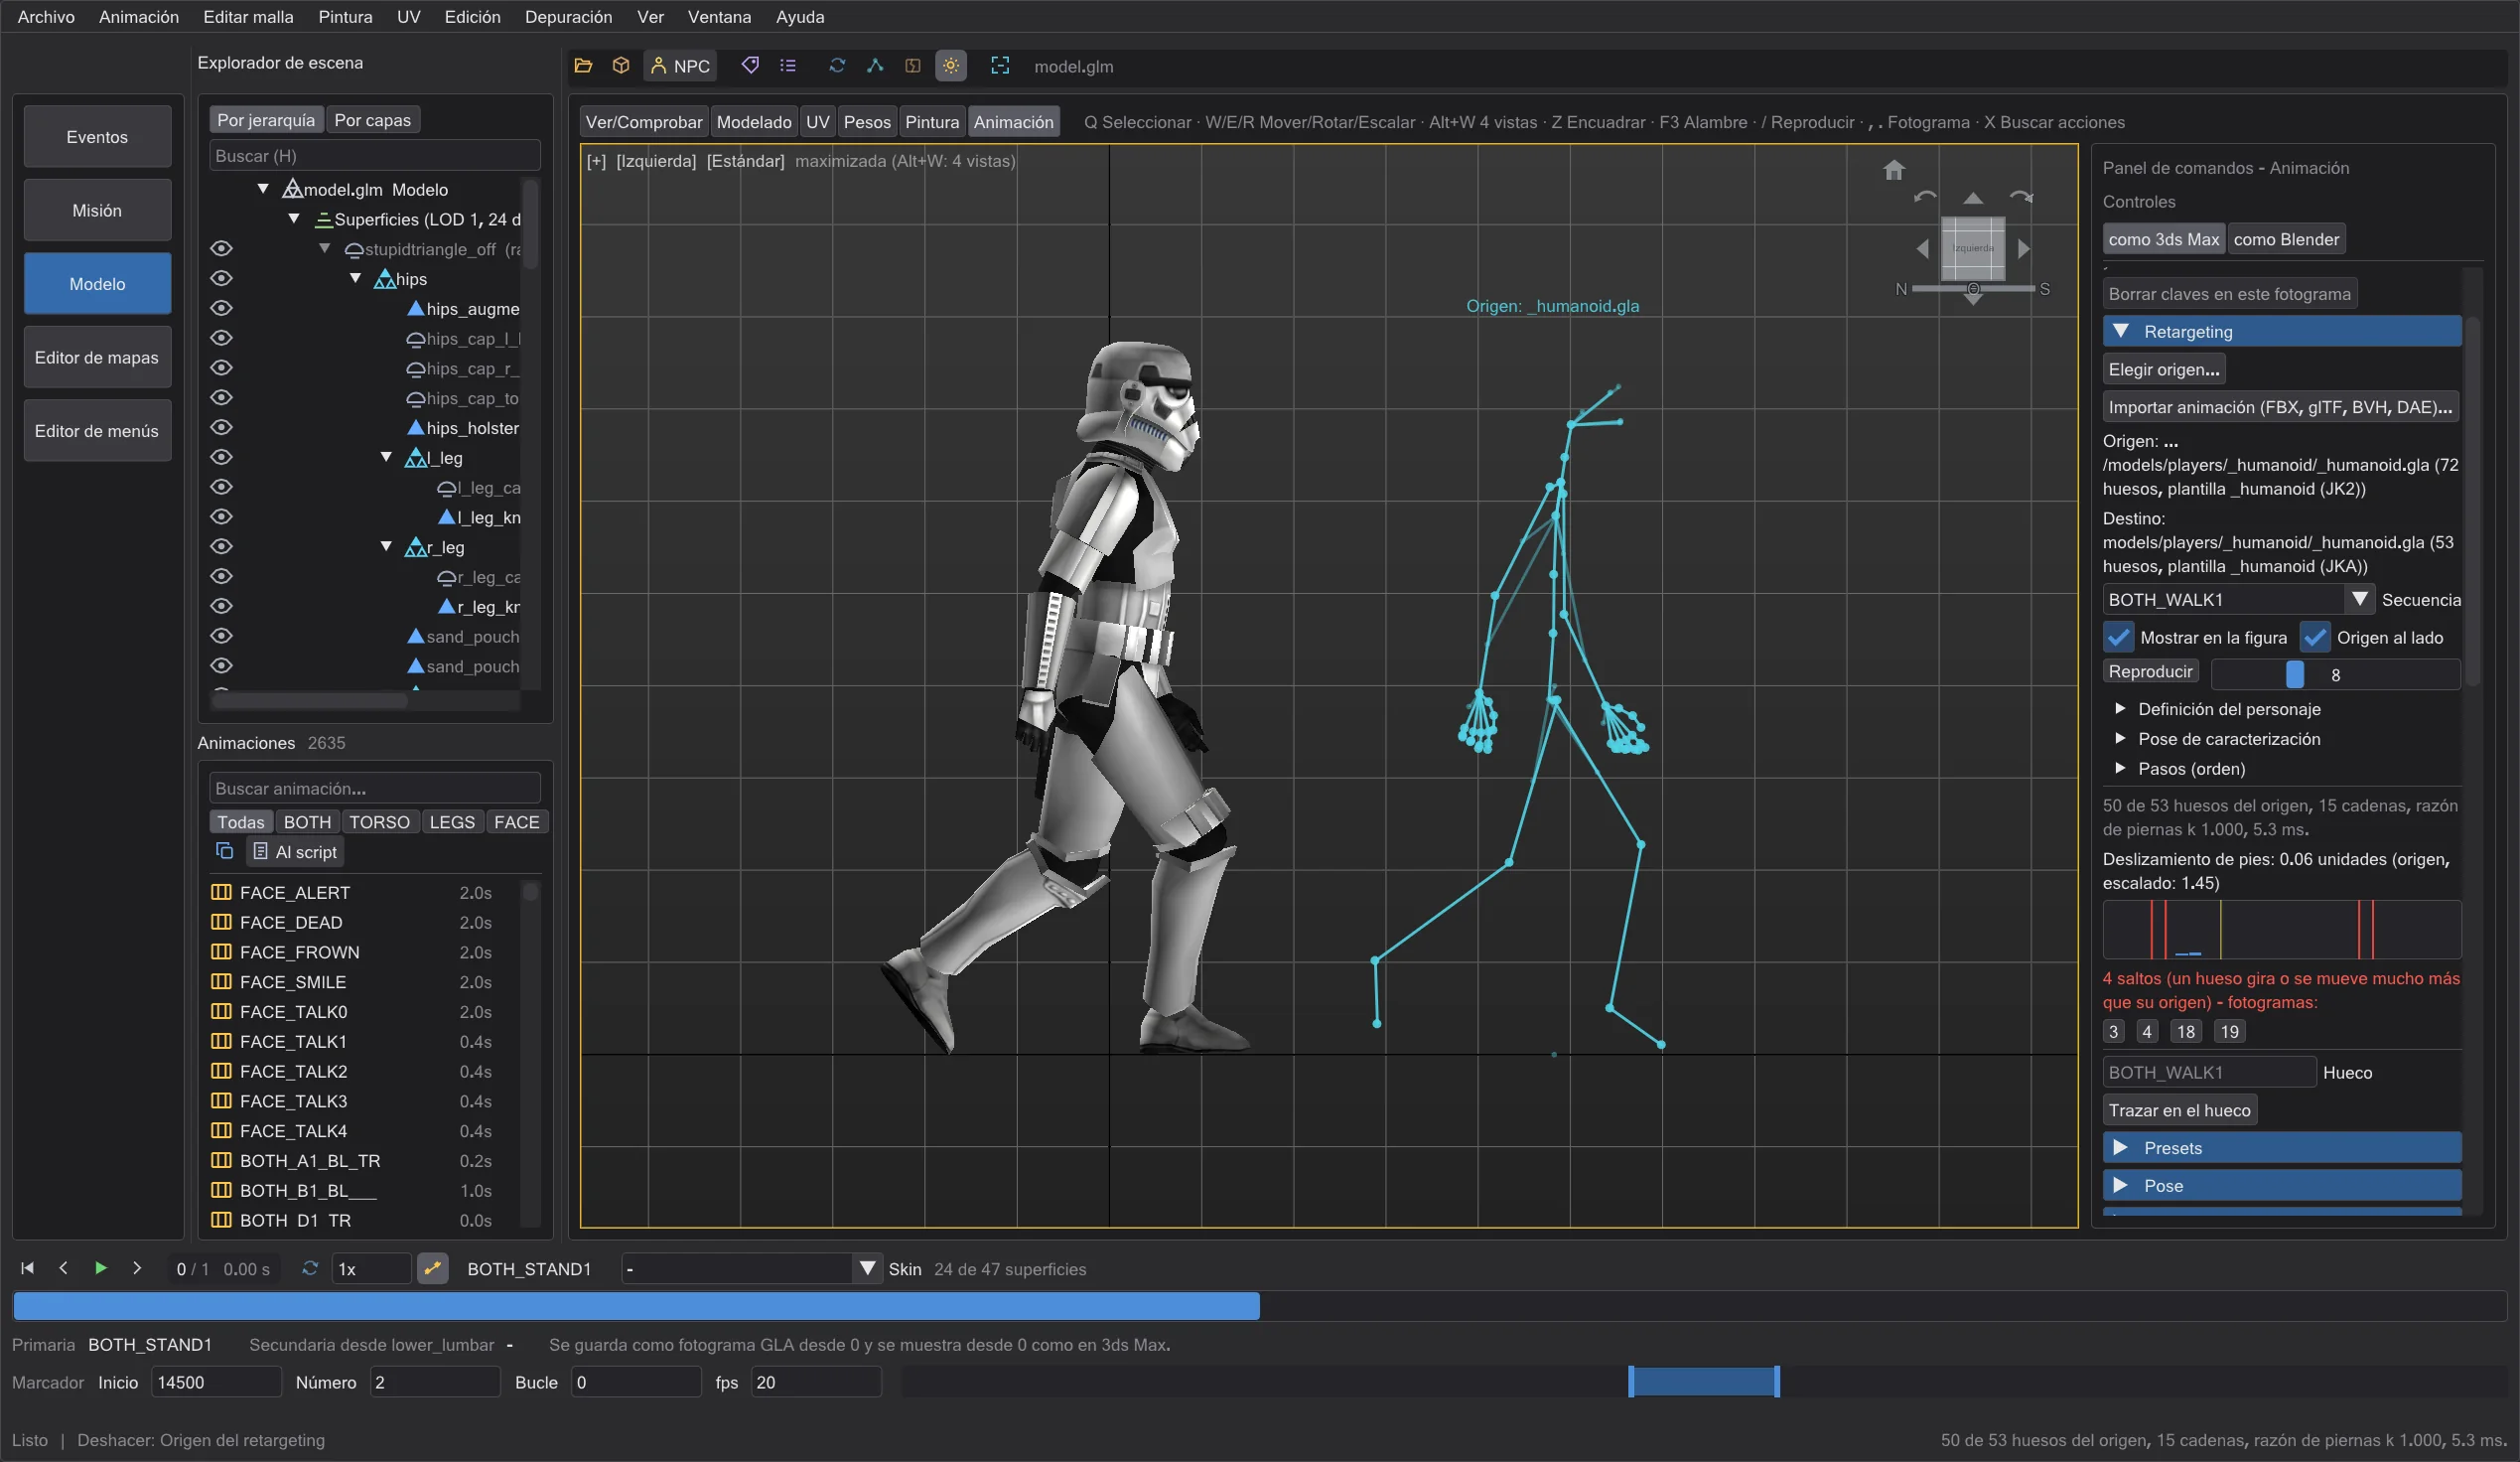 Archivo Animación Editar malla Pintura UV Edición Depuración Ver Ventana Ayuda
Explorador de escena
NPC model.glm
Eventos
Misión
Modelo
Editor de mapas
Editor de menús
Por jerarquía Por capas
Buscar (H)
model.glm Modelo
Superficies (LOD 1, 24 d
stupidtriangle_off (ra
hips
hips_augme
hips_cap_l_l
hips_cap_r_
hips_cap_to
hips_holster
l_leg
l_leg_ca
l_leg_kn
r_leg
r_leg_ca
r_leg_kn
sand_pouch
sand_pouch
Animaciones 2635
Buscar animación...
Todas BOTH TORSO LEGS FACE
Al script
FACE_ALERT 2.0s
FACE_DEAD 2.0s
FACE_FROWN 2.0s
FACE_SMILE 2.0s
FACE_TALK0 2.0s
FACE_TALK1 0.4s
FACE_TALK2 0.4s
FACE_TALK3 0.4s
FACE_TALK4 0.4s
BOTH_A1_BL_TR 0.2s
BOTH_B1_BL___ 1.0s
BOTH_D1_TR 0.0s
Ver/Comprobar Modelado UV Pesos Pintura Animación Q Seleccionar · W/E/R Mover/Rotar/Escalar · Alt+W 4 vistas · Z Encuadrar · F3 Alambre · / Reproducir · , . Fotograma · X Buscar acciones
[+] [Izquierda] [Estándar] maximizada (Alt+W: 4 vistas)
Izquierda
N S
Origen: _humanoid.gla
Panel de comandos - Animación
Controles
como 3ds Max como Blender
Borrar claves en este fotograma
Retargeting
Elegir origen...
Importar animación (FBX, glTF, BVH, DAE)...
Origen: ...
/models/players/_humanoid/_humanoid.gla (72
huesos, plantilla _humanoid (JK2))
Destino:
models/players/_humanoid/_humanoid.gla (53
huesos, plantilla _humanoid (JKA))
BOTH_WALK1 Secuencia
Mostrar en la figura Origen al lado
Reproducir 8
Definición del personaje
Pose de caracterización
Pasos (orden)
50 de 53 huesos del origen, 15 cadenas, razón
de piernas k 1.000, 5.3 ms.
Deslizamiento de pies: 0.06 unidades (origen,
escalado: 1.45)
4 saltos (un hueso gira o se mueve mucho más
que su origen) - fotogramas:
3 4 18 19
BOTH_WALK1 Hueco
Trazar en el hueco
Presets
Pose
0 / 1 0.00 s 1x BOTH_STAND1 - Skin 24 de 47 superficies
Primaria BOTH_STAND1 Secundaria desde lower_lumbar - Se guarda como fotograma GLA desde 0 y se muestra desde 0 como en 3ds Max.
Marcador Inicio 14500 Número 2 Bucle 0 fps 20
Listo | Deshacer: Origen del retargeting
50 de 53 huesos del origen, 15 cadenas, razón de piernas k 1.000, 5.3 ms.